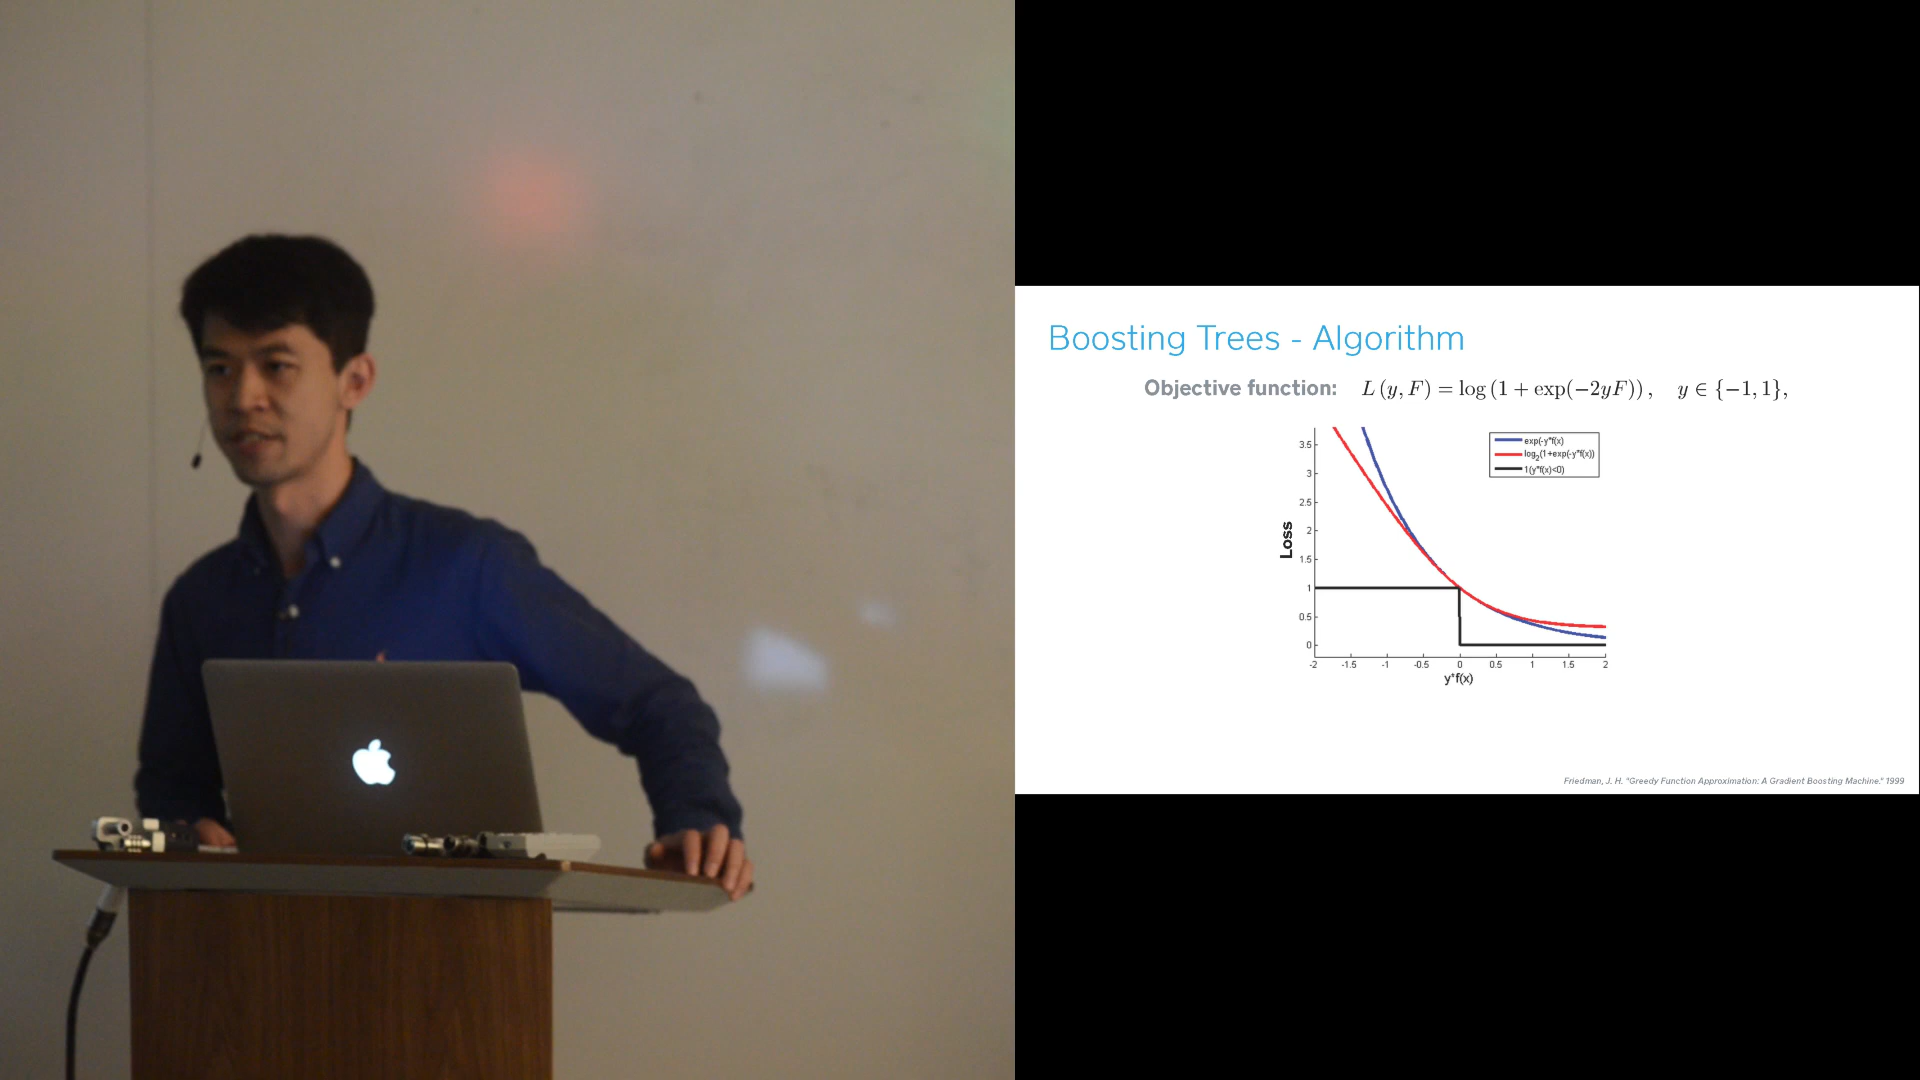 Boosting Trees - Algorithm
Objective function: L (y, F) = log (1 + exp(−2yF)) , y ∈ {−1, 1},
3.5
3
2.5
2
1.5
1
0.5
0
Loss
exp(-y*f(x)
log₂(1+exp(-y*f(x))
1(y*f(x)<0)
-2 -1.5 -1 -0.5 0 0.5 1 1.5 2
y*f(x)
Friedman, J. H. "Greedy Function Approximation: A Gradient Boosting Machine." 1999